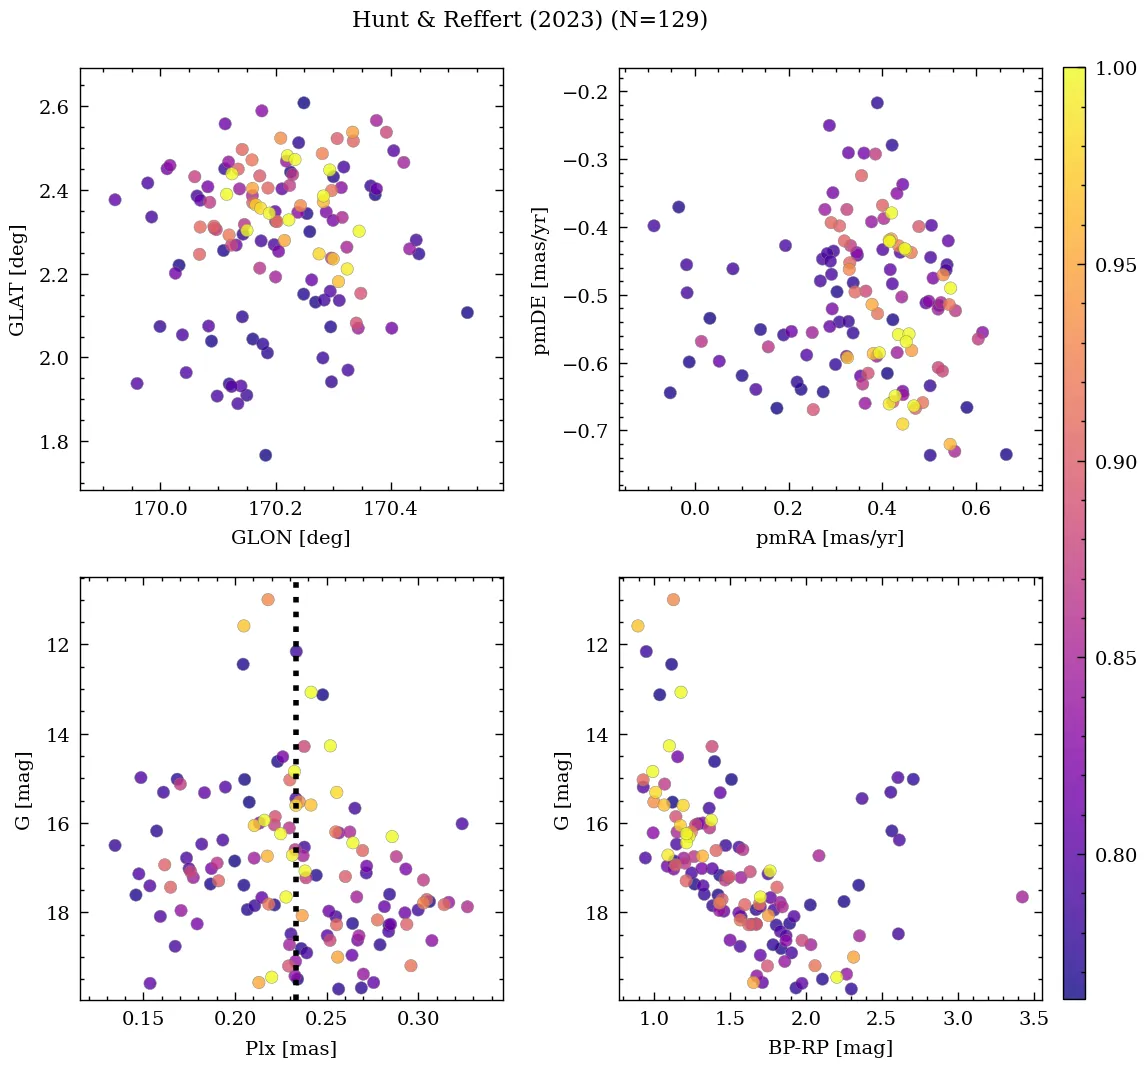 Hunt & Reffert (2023) (N=129)
2.6
2.4
2.2
2.0
1.8
GLAT [deg]
170.0 170.2 170.4
GLON [deg]
−0.2
−0.3
−0.4
−0.5
−0.6
−0.7
pmDE [mas/yr]
0.0 0.2 0.4 0.6
pmRA [mas/yr]
12
14
16
18
G [mag]
0.15 0.20 0.25 0.30
Plx [mas]
12
14
16
18
G [mag]
1.0 1.5 2.0 2.5 3.0 3.5
BP-RP [mag]
1.00
0.95
0.90
0.85
0.80